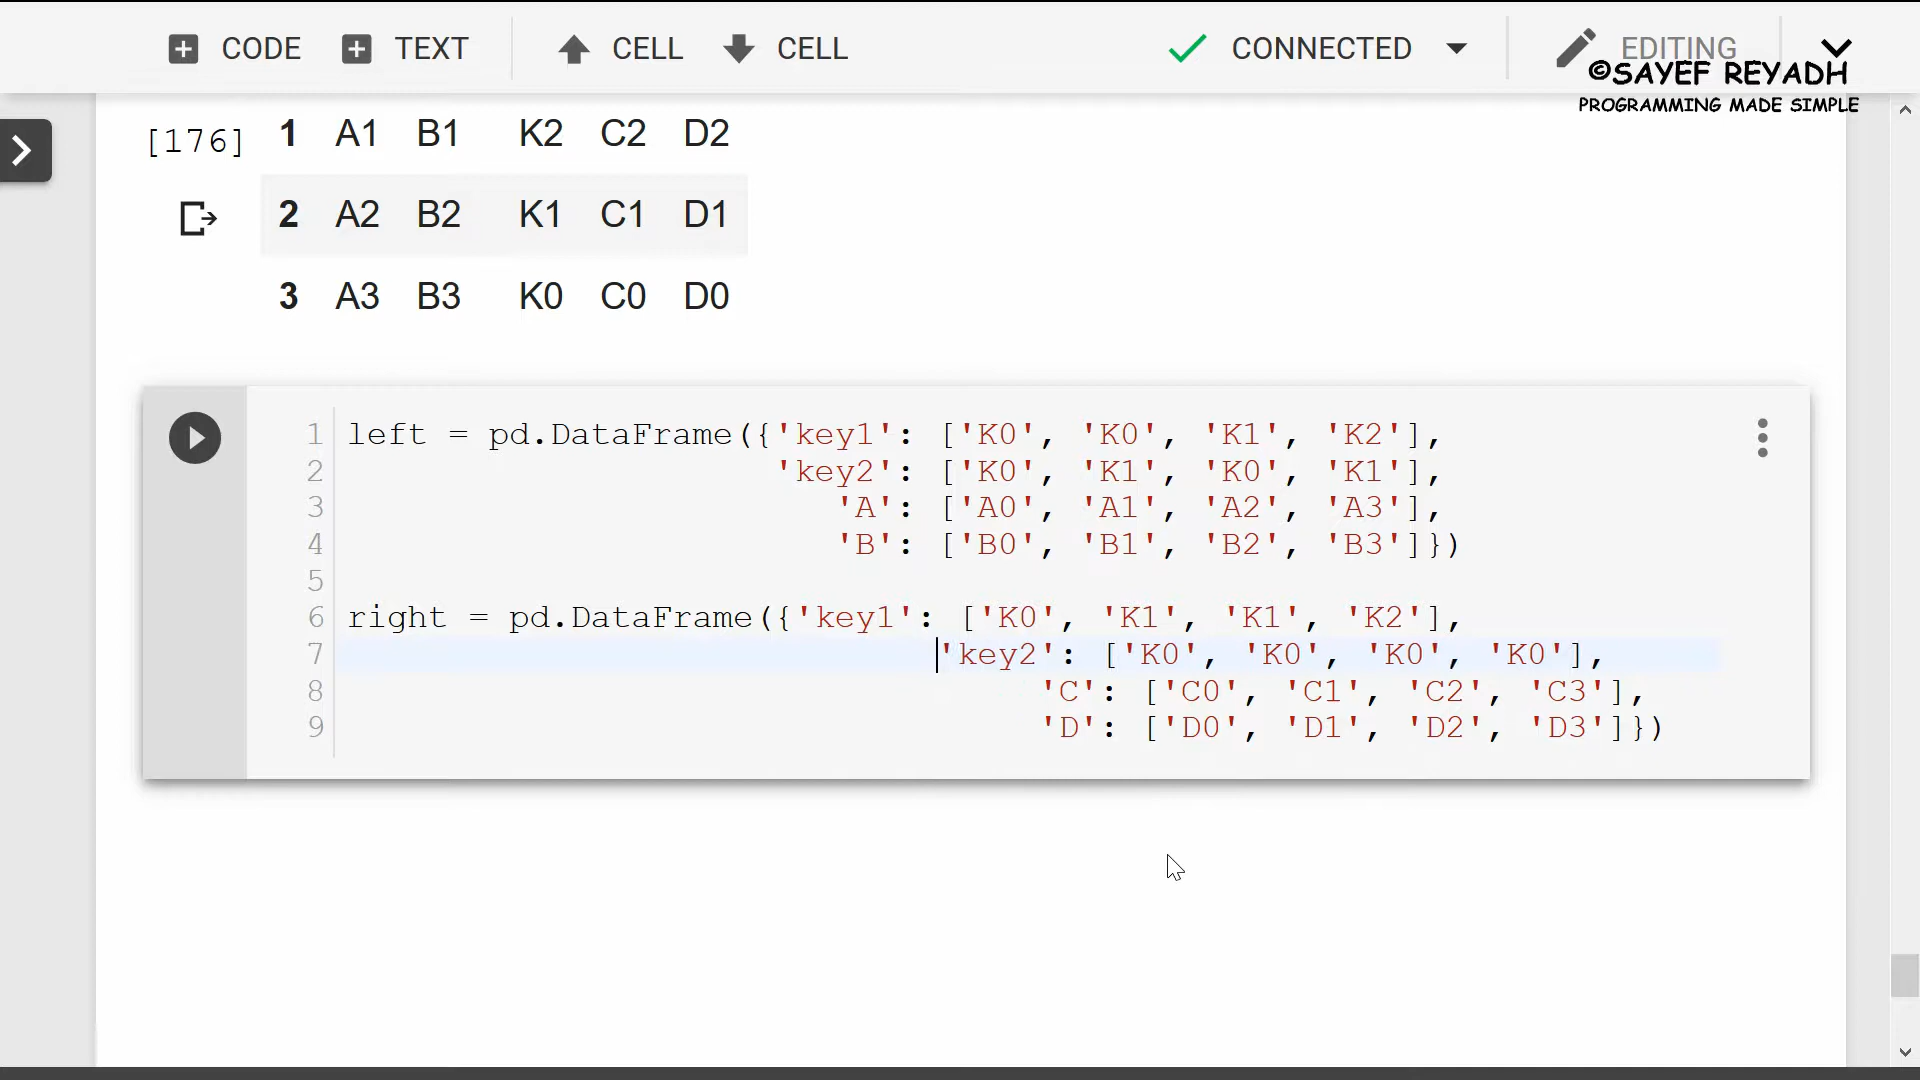 CODE TEXT CELL CELL CONNECTED EDITING
©SAYEF REYADH
PROGRAMMING MADE SIMPLE
[176] 1 A1 B1 K2 C2 D2
2 A2 B2 K1 C1 D1
3 A3 B3 K0 C0 D0
1 left = pd.DataFrame({'key1': ['K0', 'K0', 'K1', 'K2'],
2 'key2': ['K0', 'K1', 'K0', 'K1'],
3 'A': ['A0', 'A1', 'A2', 'A3'],
4 'B': ['B0', 'B1', 'B2', 'B3']})
5
6 right = pd.DataFrame({'key1': ['K0', 'K1', 'K1', 'K2'],
7 'key2': ['K0', 'K0', 'K0', 'K0'],
8 'C': ['C0', 'C1', 'C2', 'C3'],
9 'D': ['D0', 'D1', 'D2', 'D3']})